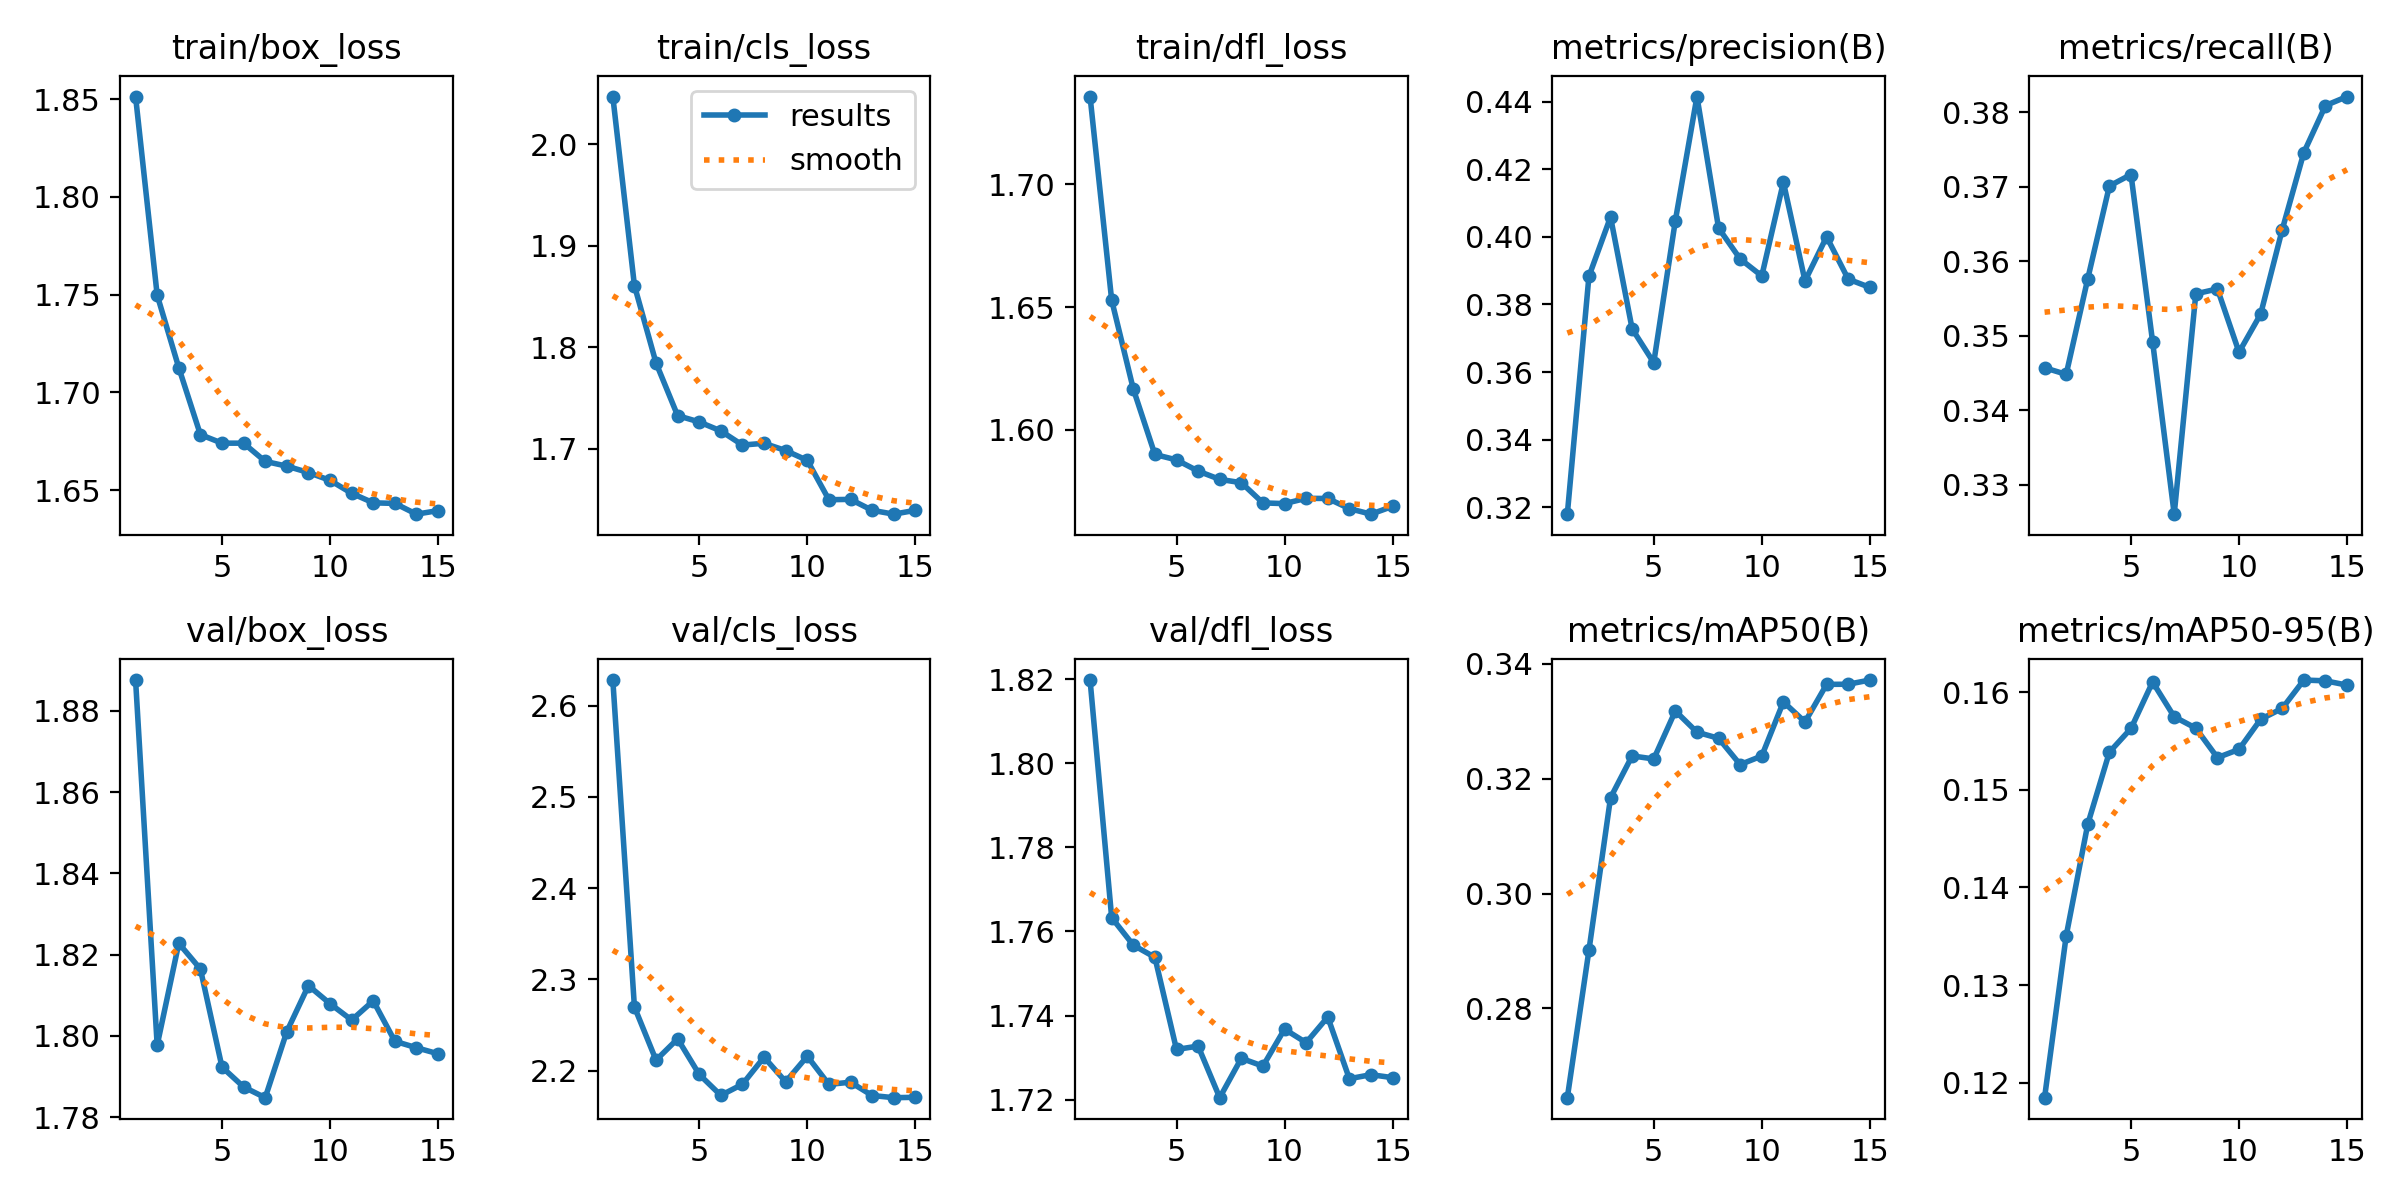 train/box_loss
1.85
1.80
1.75
1.70
1.65
5 10 15
train/cls_loss
results
smooth
2.0
1.9
1.8
1.7
5 10 15
train/dfl_loss
1.70
1.65
1.60
5 10 15
metrics/precision(B)
0.44
0.42
0.40
0.38
0.36
0.34
0.32
5 10 15
metrics/recall(B)
0.38
0.37
0.36
0.35
0.34
0.33
5 10 15
val/box_loss
1.88
1.86
1.84
1.82
1.80
1.78
5 10 15
val/cls_loss
2.6
2.5
2.4
2.3
2.2
5 10 15
val/dfl_loss
1.82
1.80
1.78
1.76
1.74
1.72
5 10 15
metrics/mAP50(B)
0.34
0.32
0.30
0.28
5 10 15
metrics/mAP50-95(B)
0.16
0.15
0.14
0.13
0.12
5 10 15